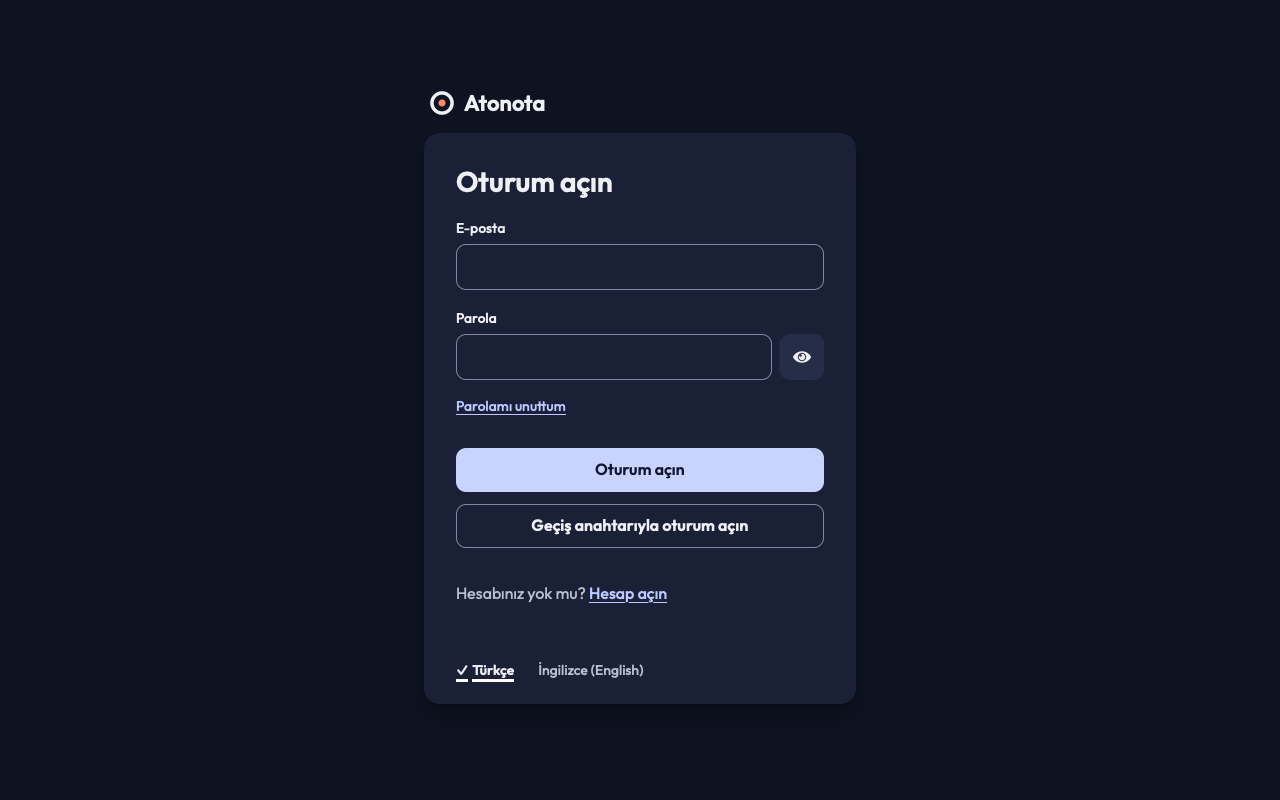 Atonota
Oturum açın
E-posta
Parola
Parolamı unuttum
Oturum açın
Geçiş anahtarıyla oturum açın
Hesabınız yok mu? Hesap açın
✓ Türkçe İngilizce (English)